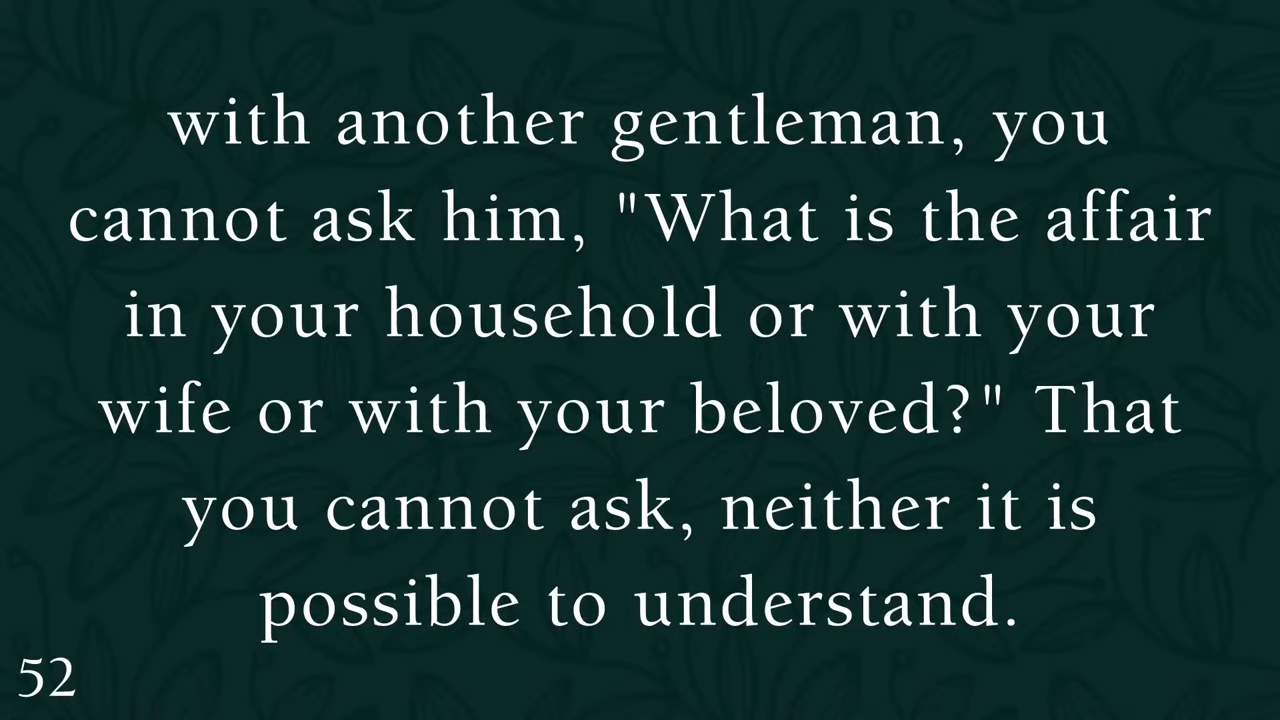 with another gentleman, you
cannot ask him, "What is the affair
in your household or with your
wife or with your beloved?" That
you cannot ask, neither it is
possible to understand.
52